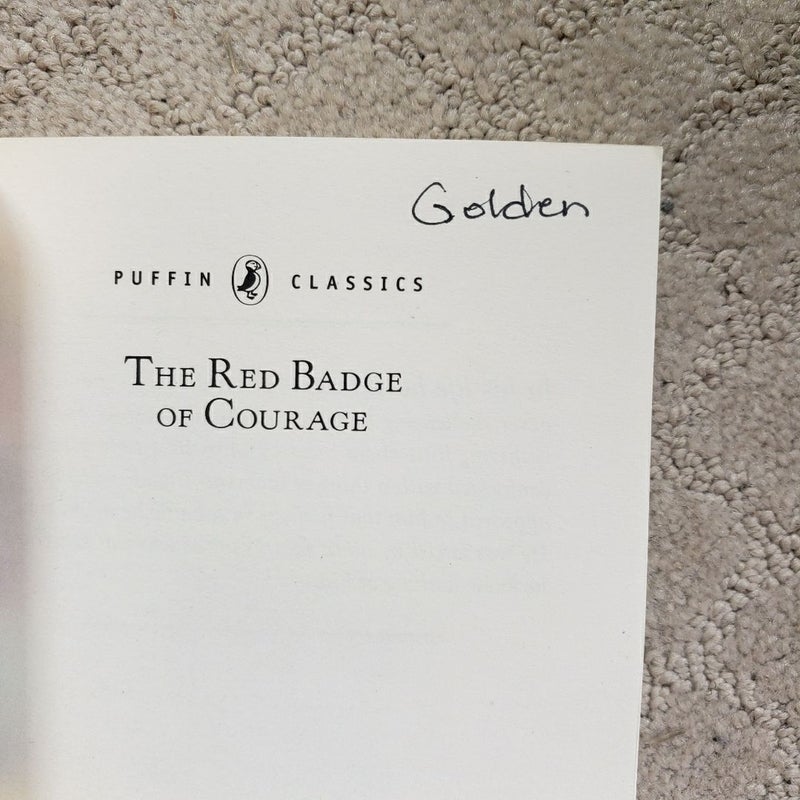 Golden
PUFFIN CLASSICS
THE RED BADGE
OF COURAGE